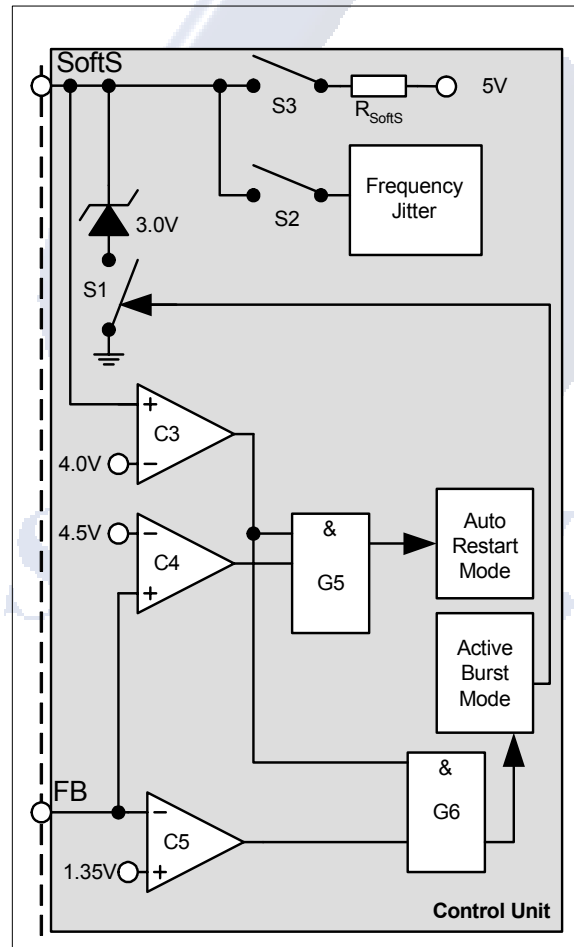 SoftS
5V
S3
RSoftS
Frequency
Jitter
S2
3.0V
S1
+
C3
4.0V
−
4.5V
−
C4
+
&
G5
Auto
Restart
Mode
Active
Burst
Mode
&
G6
FB
−
C5
1.35V
+
Control Unit